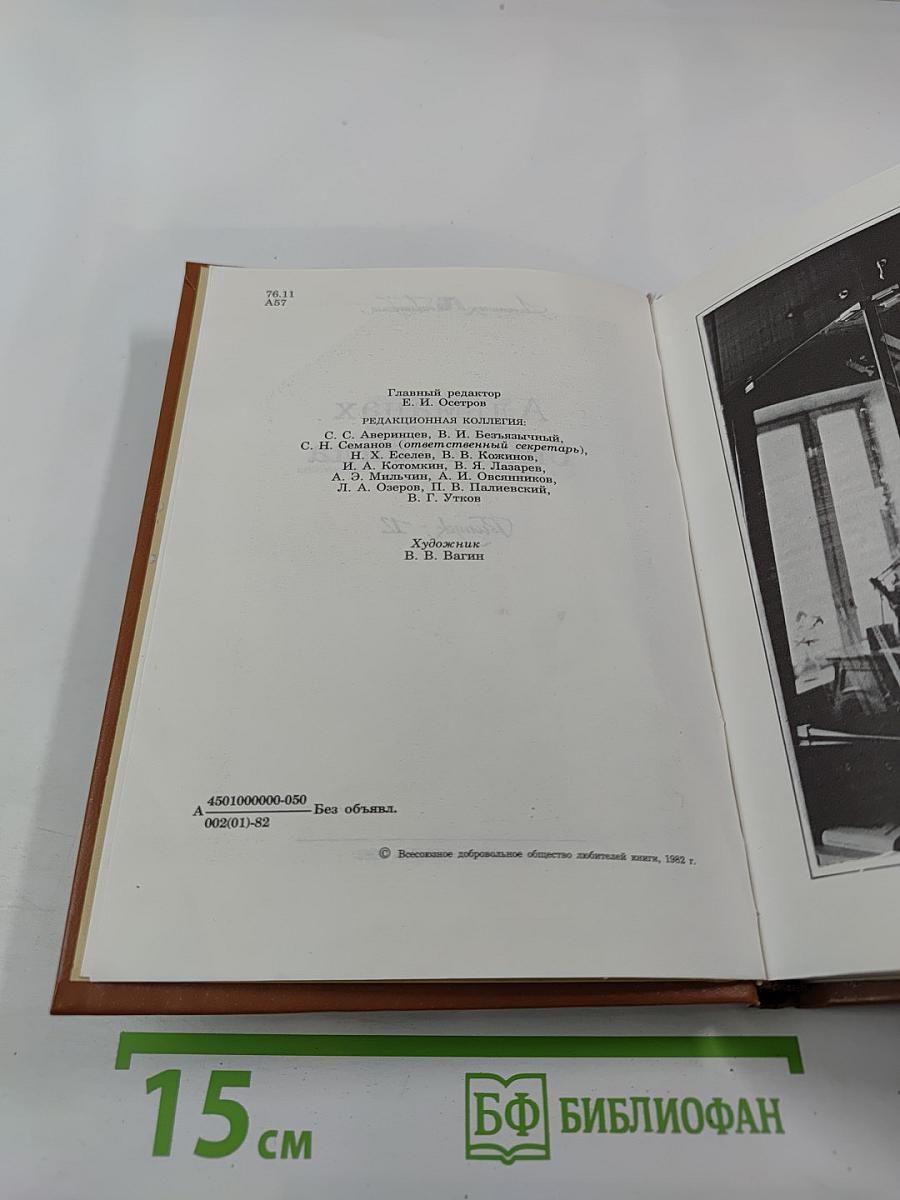 76.11
А57
Главный редактор
Е. И. Осетров
РЕДАКЦИОННАЯ КОЛЛЕГИЯ:
С. С. Аверинцев, В. И. Безъязычный,
С. Н. Семанов (ответственный секретарь),
Н. Х. Еселев, В. В. Кожинов,
И. А. Котомкин, В. Я. Лазарев,
А. Э. Мильчин, А. И. Овсянников,
Л. А. Озеров, П. В. Палиевский,
В. Г. Утков
Художник
В. В. Вагин
А 4501000000-050 Без объявл.
002(01)-82
© Всесоюзное добровольное общество любителей книги, 1982 г.
15 см
БФ БИБЛИОФАН